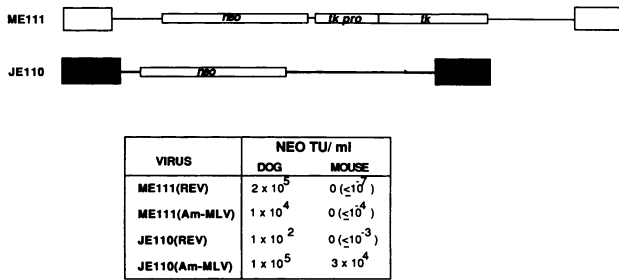 ME111 neo tk pro tk
JE110 neo
NEO TU/ ml
VIRUS DOG MOUSE
ME111(REV) 2 x 10^5 0 (≤10^-7)
ME111(Am-MLV) 1 x 10^4 0 (≤10^-4)
JE110(REV) 1 x 10^2 0 (≤10^-3)
JE110(Am-MLV) 1 x 10^5 3 x 10^4